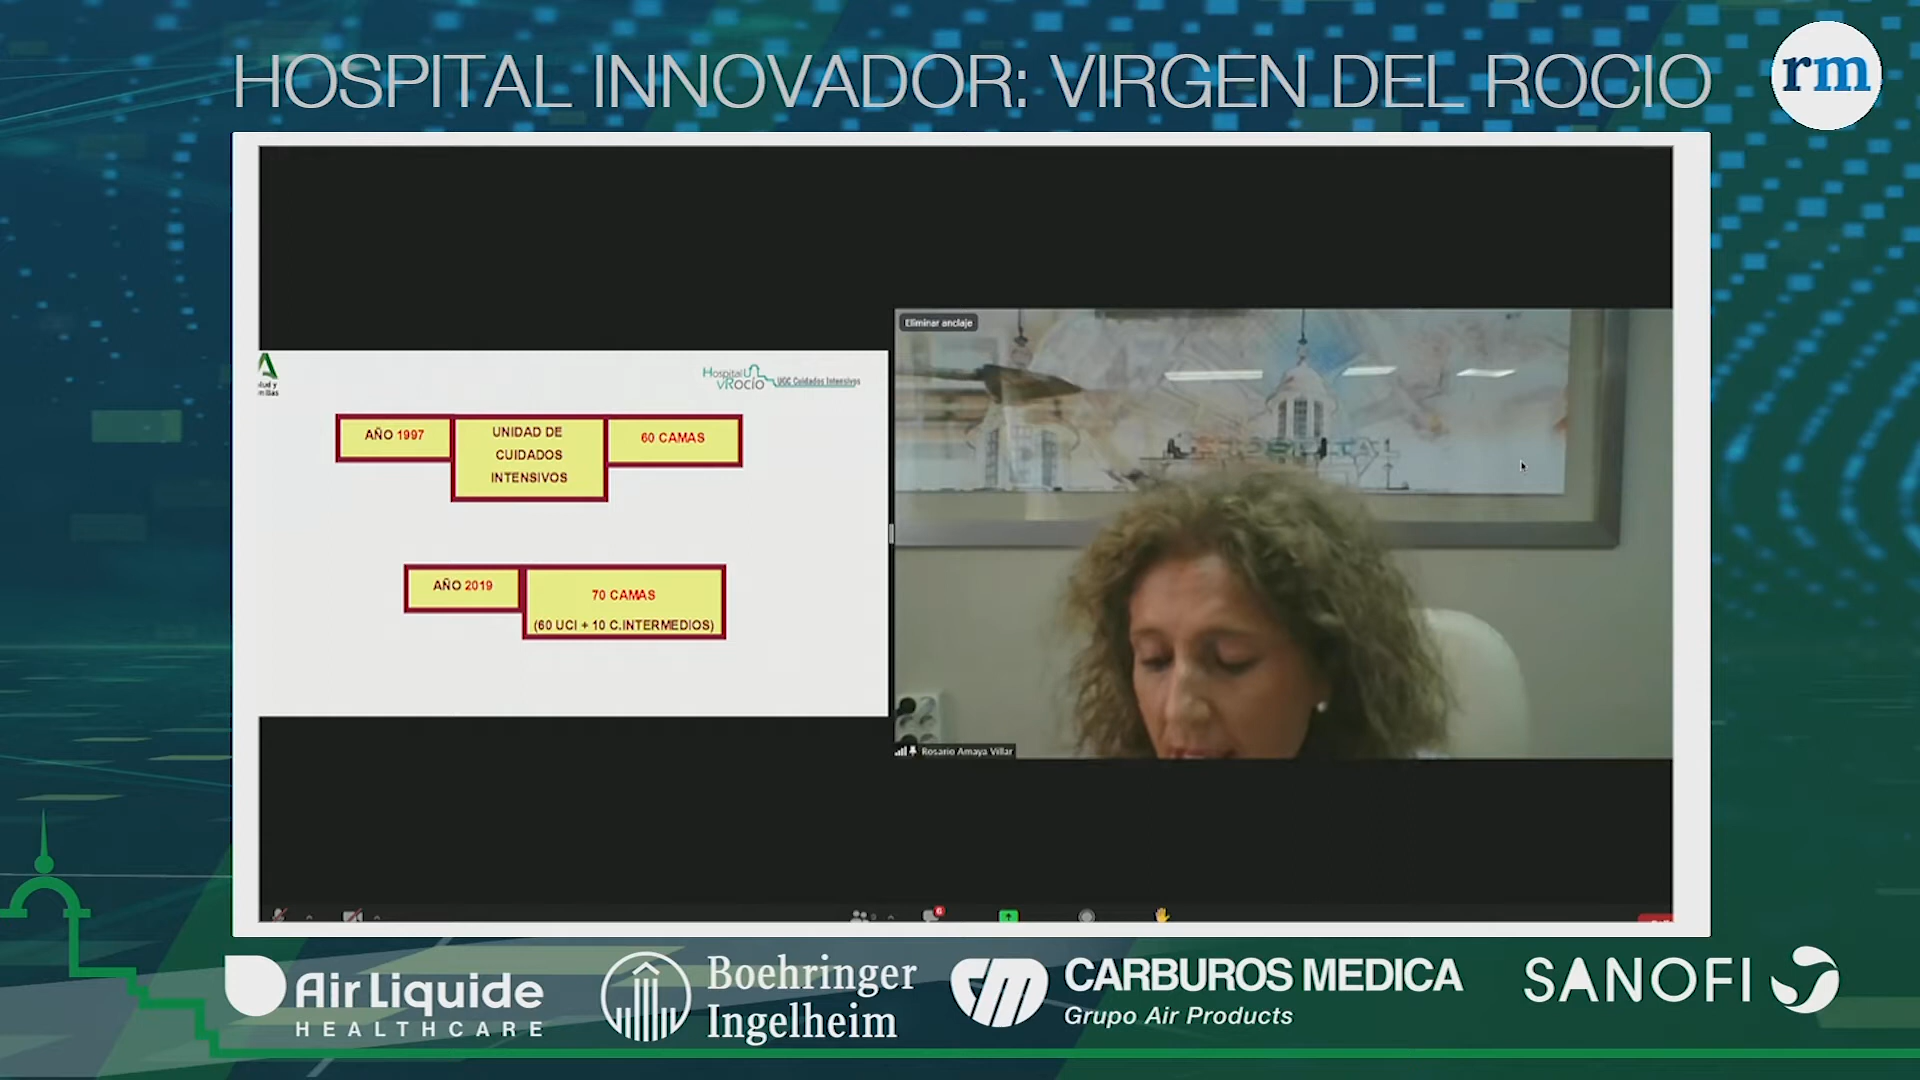 HOSPITAL INNOVADOR: VIRGEN DEL ROCIO
rm
Eliminar anclaje
Hospital U
vRocío
UGC Cuidados Intensivos
AÑO 1997
UNIDAD DE
CUIDADOS
INTENSIVOS
60 CAMAS
AÑO 2019
70 CAMAS
(60 UCI + 10 C.INTERMEDIOS)
HOSPITAL
Rosario Amaya Villar
6
Air Liquide
HEALTHCARE
Boehringer
Ingelheim
CARBUROS MEDICA
Grupo Air Products
SANOFI